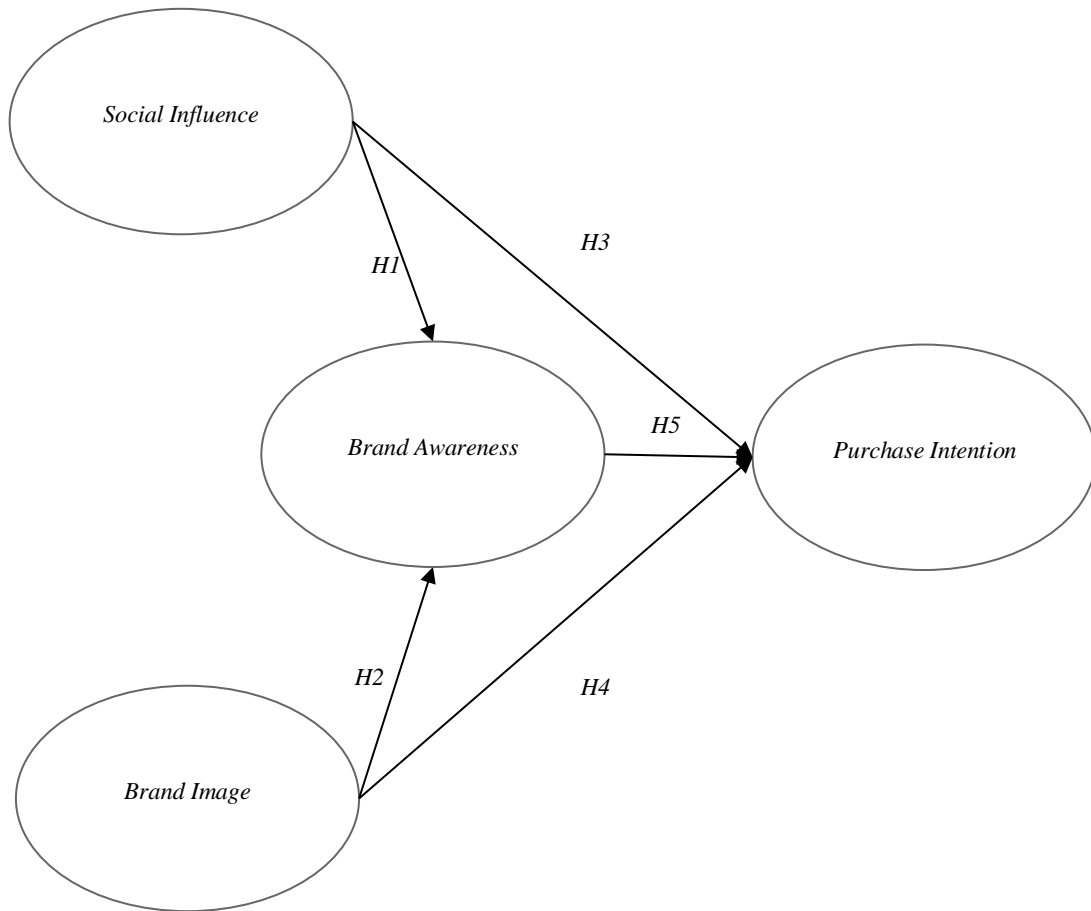 Social Influence
H3
H1
H5
Brand Awareness
Purchase Intention
H2
H4
Brand Image